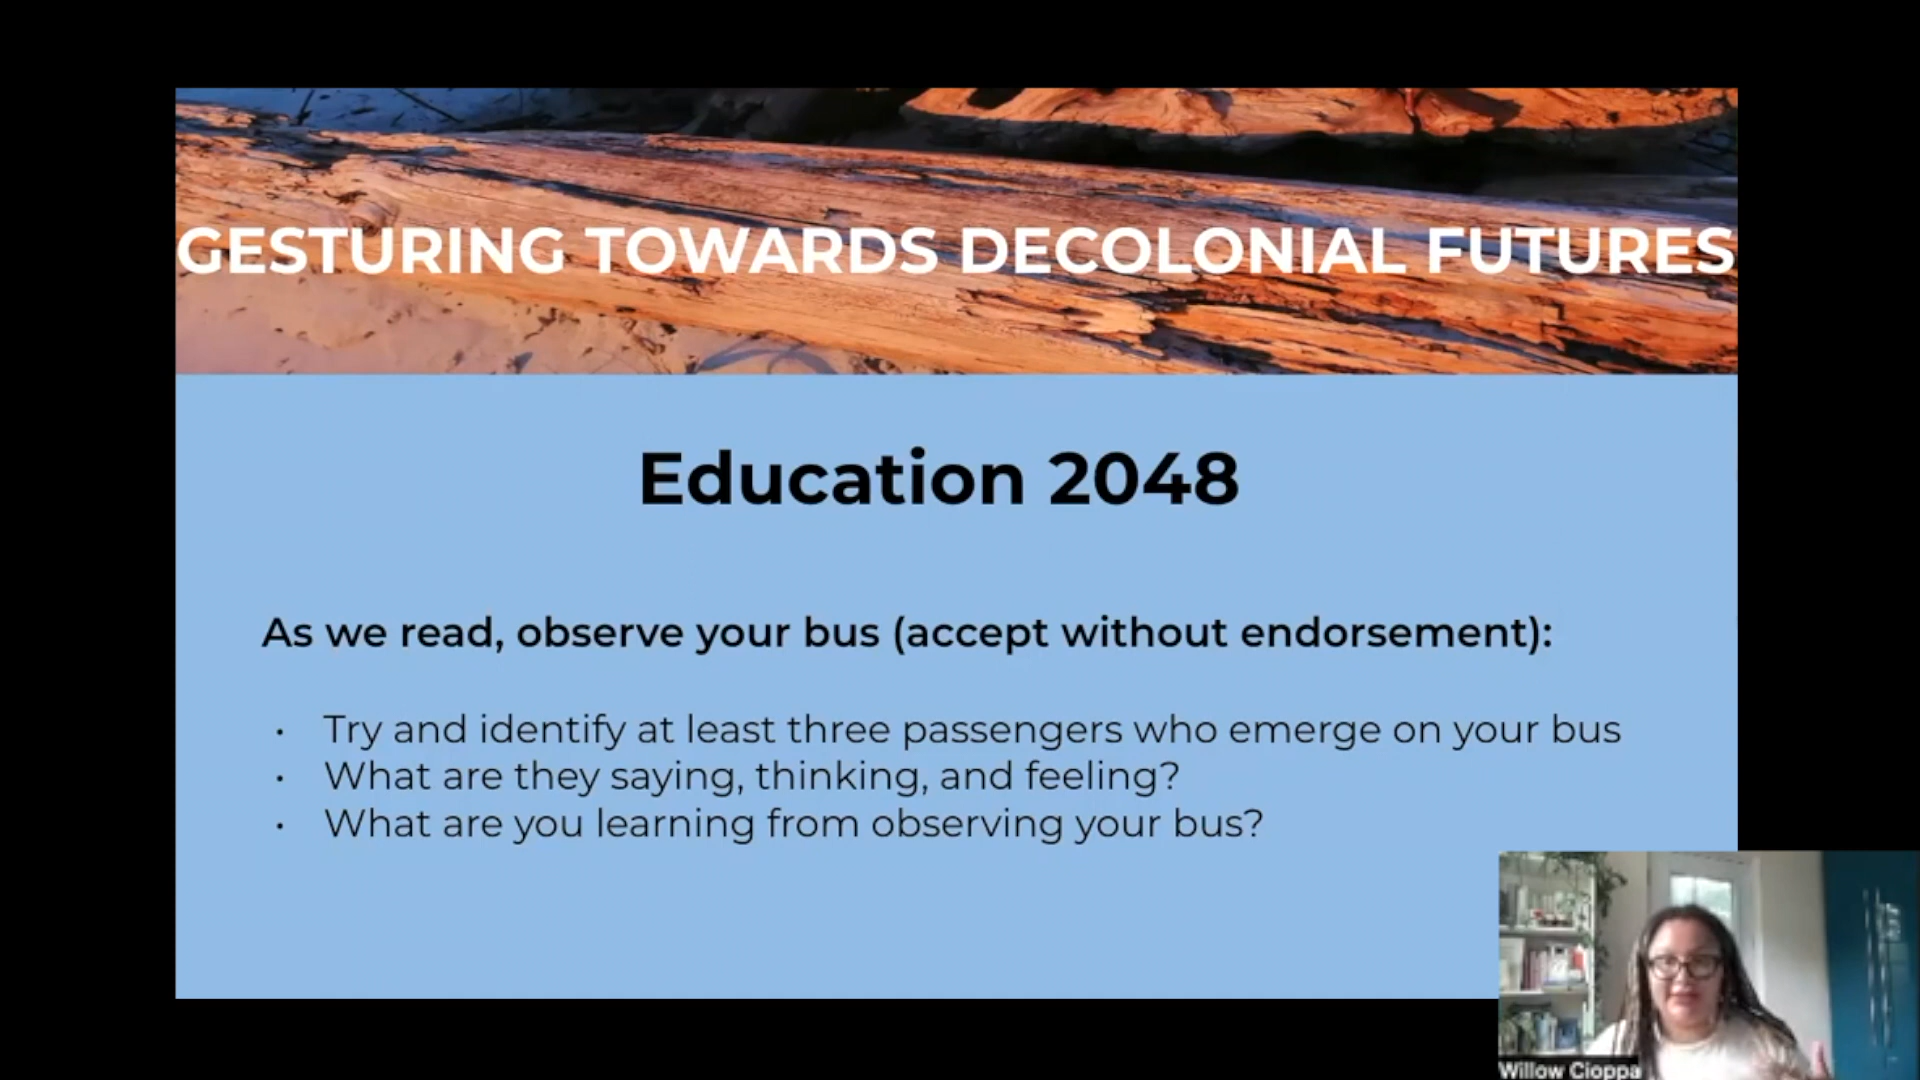 GESTURING TOWARDS DECOLONIAL FUTURES
Education 2048
As we read, observe your bus (accept without endorsement):
· Try and identify at least three passengers who emerge on your bus
· What are they saying, thinking, and feeling?
· What are you learning from observing your bus?
Willow Cioppa